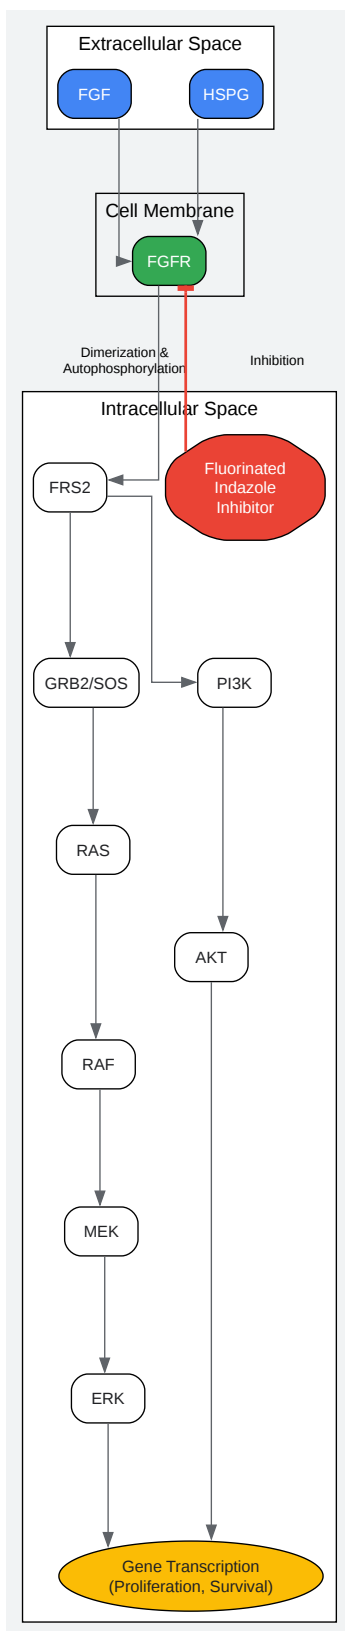 Extracellular Space
FGF
HSPG
Cell Membrane
FGFR
Dimerization &
Autophosphorylation
Inhibition
Intracellular Space
Fluorinated
Indazole
Inhibitor
FRS2
GRB2/SOS
PI3K
RAS
AKT
RAF
MEK
ERK
Gene Transcription
(Proliferation, Survival)